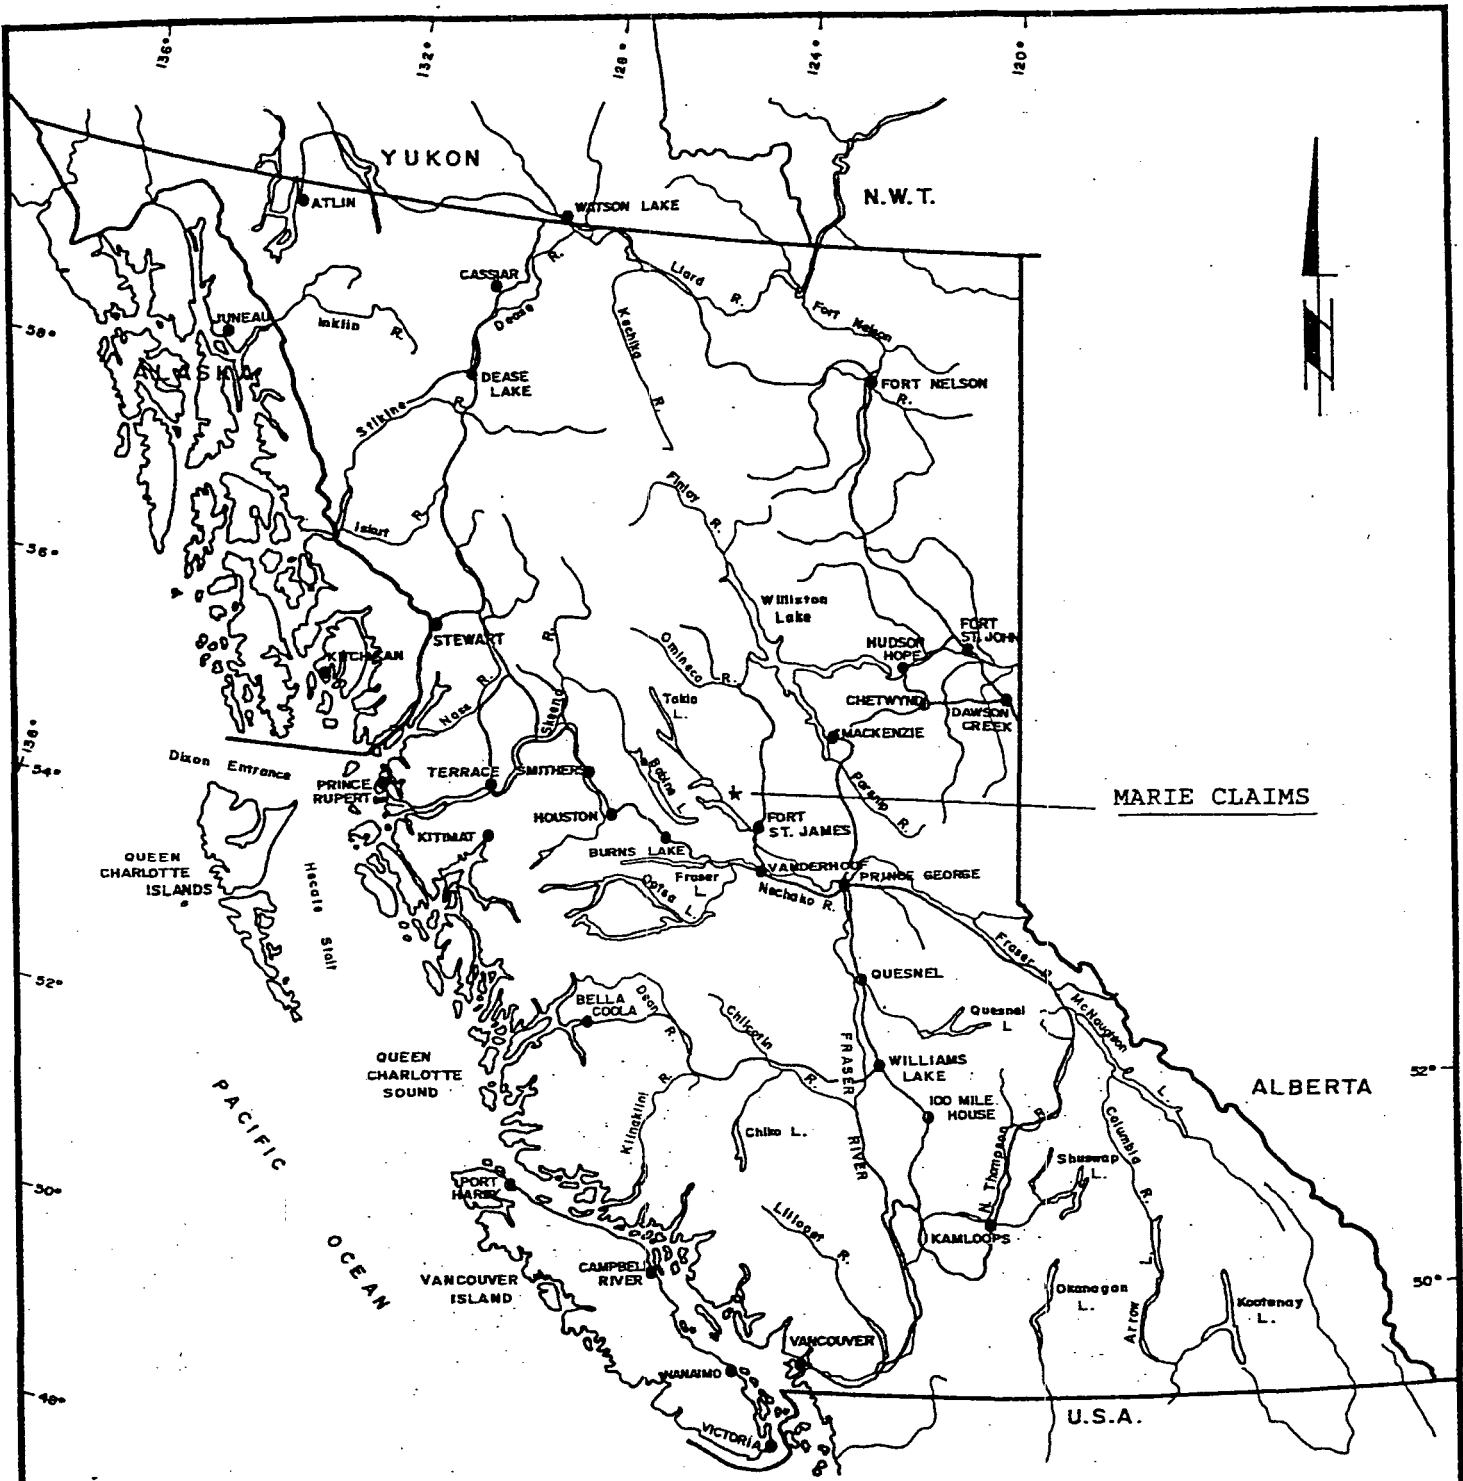 136°
132°
128°
124°
120°
YUKON
N.W.T.
ATLIN
WATSON LAKE
CASSIAR
R.
Liard
R.
Dease
Kechika
R.
Fort Nelson
JUNEAU
Inklin
R.
58°
ALASKA
DEASE
LAKE
FORT NELSON
R.
Stikine
R.
Finlay
R.
Iskut
R.
56°
Williston
Lake
FORT
ST. JOHN
HUDSON
HOPE
STEWART
R.
Omineca
R.
KETCHIKAN
Takla
L.
CHETWYND
DAWSON
CREEK
Nass
R.
Skeena
MACKENZIE
136°
54°
Dixon Entrance
PRINCE
RUPERT
TERRACE
SMITHERS
Babine
L.
Parsnip
R.
MARIE CLAIMS
HOUSTON
FORT
ST. JAMES
KITIMAT
BURNS LAKE
VANDERHOOF
PRINCE GEORGE
QUEEN
CHARLOTTE
ISLANDS
Fraser
L.
Ootsa L.
Nechako R.
Hecate Stait
Fraser
R.
52°
QUESNEL
BELLA
COOLA
Dean
R.
Chilcotin
R.
Quesnel
L
McNaughton
L.
QUEEN
CHARLOTTE
SOUND
FRASER
RIVER
WILLIAMS
LAKE
ALBERTA
52°
PACIFIC
OCEAN
Klinaklini
R.
100 MILE
HOUSE
Chilko L.
N Thompson
R.
Columbia
R.
Shuswap
L.
50°
PORT
HARDY
Lillooet
R.
KAMLOOPS
CAMPBELL
RIVER
VANCOUVER
ISLAND
Okanagan
L.
Arrow
L.
Kootenay
L.
50°
VANCOUVER
NANAIMO
48°
VICTORIA
U.S.A.